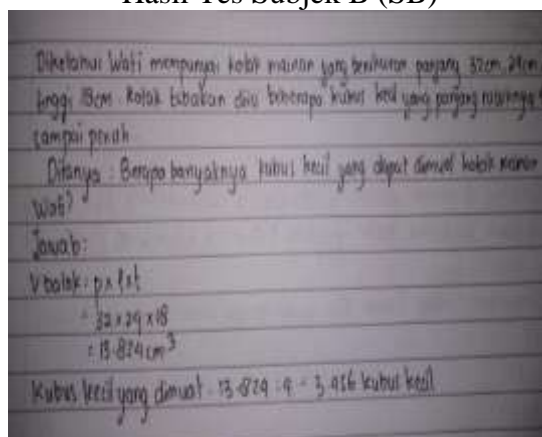 Hasil Tes Subjek B (SB)
Diketahui Wati mempunyai kotak mainan yang berukuran panjang 32cm, 24cm
tinggi 18cm. Kotak beberapa kubus kecil yang panjang rusuknya
sampai penuh
Ditanya : Berapa banyaknya kubus kecil yang dapat dimuat kotak mainan
Wati?
Jawab:
V balok = p x l x t
= 32 x 24 x 18
= 13.824 cm³
Kubus kecil yang dimuat = 13.824 : 4 = 3.456 kubus kecil